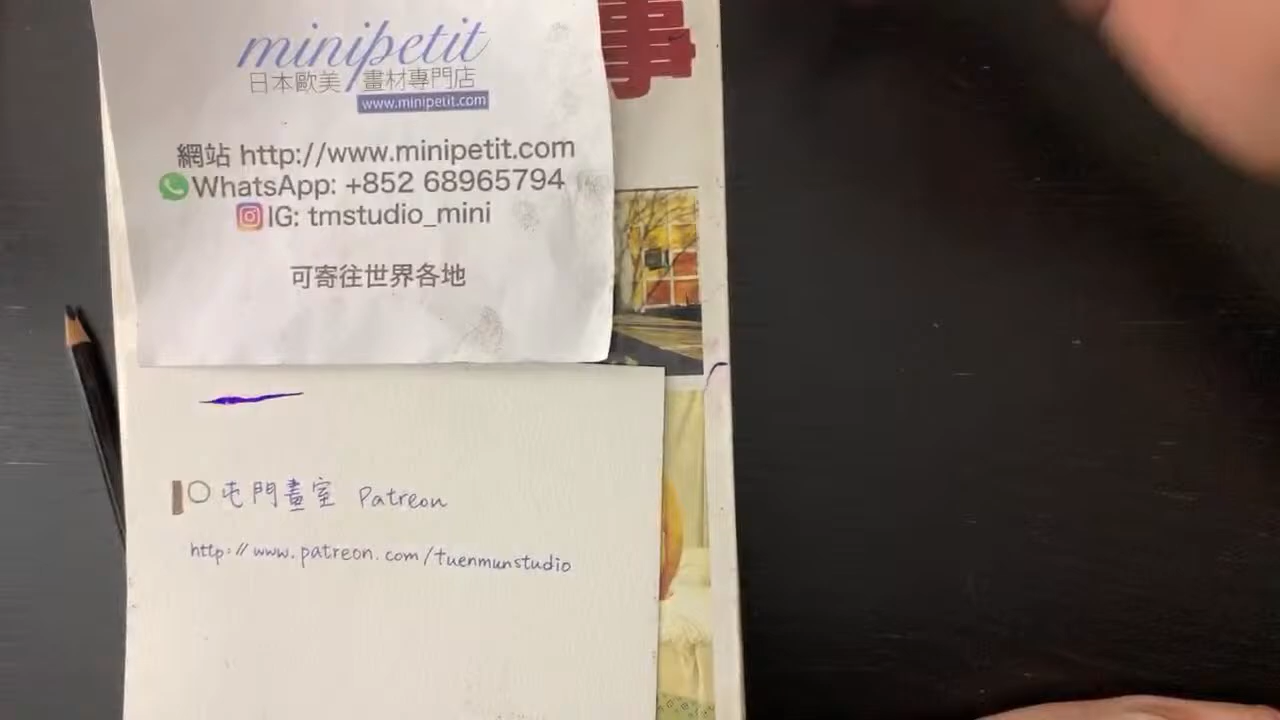 minipetit
日本歐美 畫材專門店
www.minipetit.com
事
網站 http://www.minipetit.com
WhatsApp: +852 68965794
IG: tmstudio_mini
可寄往世界各地
屯門畫室 Patreon
http://www.patreon.com/tuenmunstudio